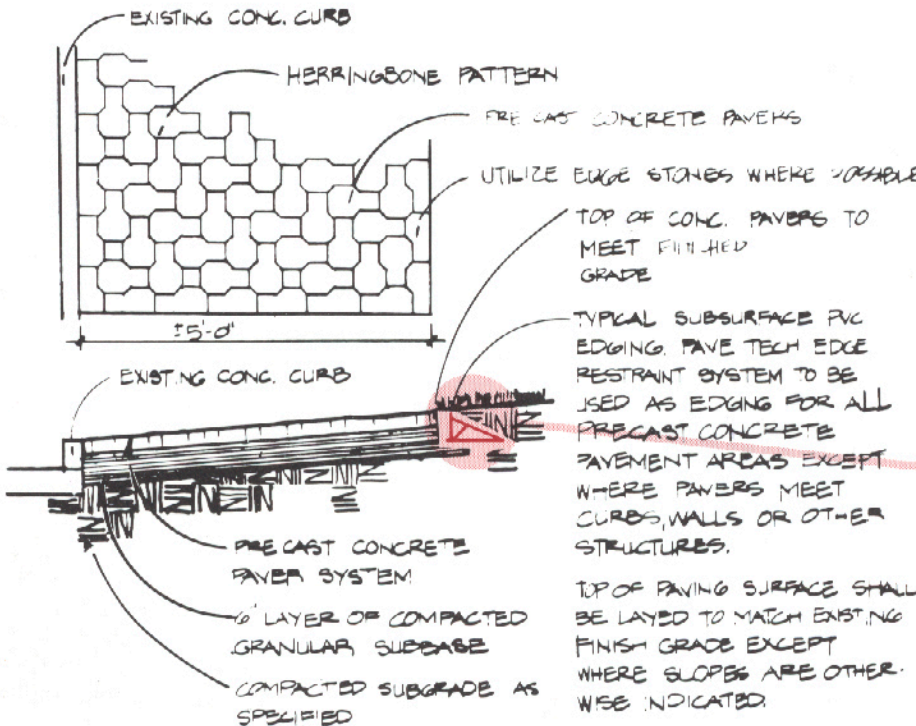 EXISTING CONC. CURB
HERRINGBONE PATTERN
PRE CAST CONCRETE PAVERS
UTILIZE EDGE STONES WHERE POSSIBLE
TOP OF CONC. PAVERS TO
MEET FINISHED
GRADE
±5'-0"
TYPICAL SUBSURFACE PVC
EDGING. PAVE TECH EDGE
RESTRAINT SYSTEM TO BE
USED AS EDGING FOR ALL
PRECAST CONCRETE
PAVEMENT AREAS EXCEPT
WHERE PAVERS MEET
CURBS, WALLS OR OTHER
STRUCTURES.
EXISTING CONC. CURB
PRECAST CONCRETE
PAVER SYSTEM
6" LAYER OF COMPACTED
GRANULAR SUBBASE
COMPACTED SUBGRADE AS
SPECIFIED
TOP OF PAVING SURFACE SHALL
BE LAYED TO MATCH EXISTING
FINISH GRADE EXCEPT
WHERE SLOPES ARE OTHER-
WISE INDICATED.